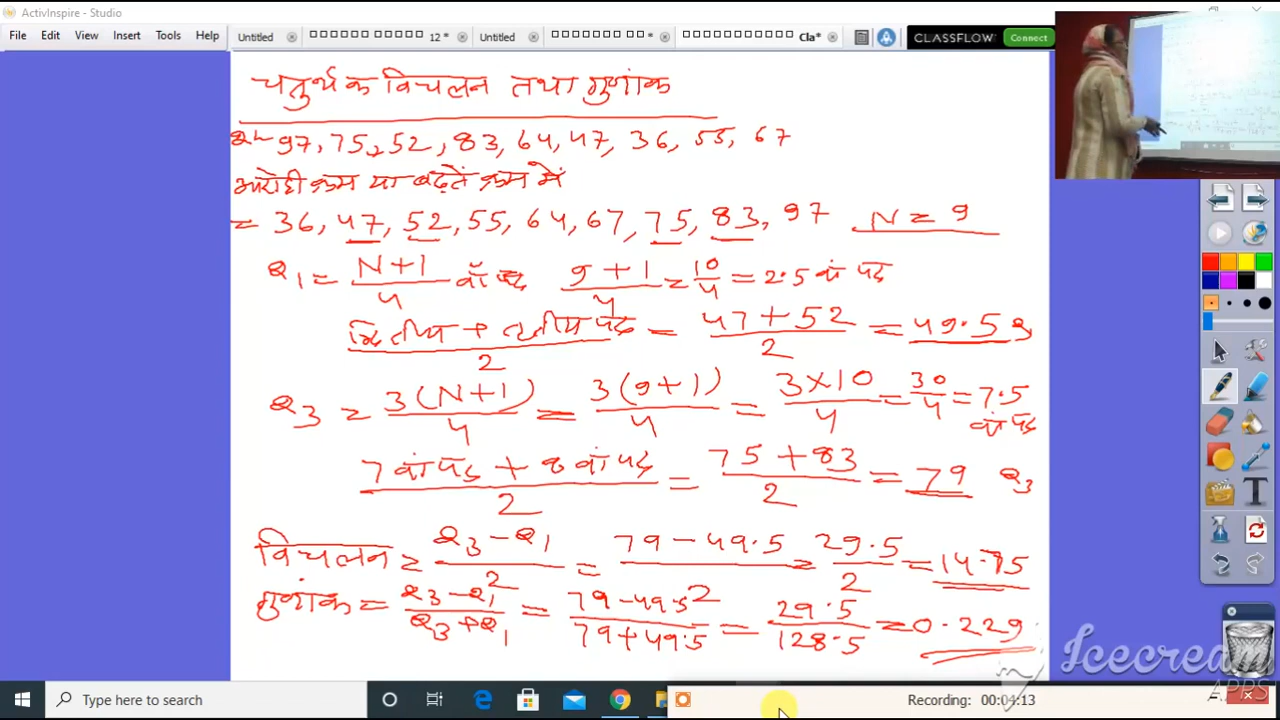 ActivInspire - Studio
File Edit View Insert Tools Help Untitled 12 * Untitled * Cla* CLASSFLOW Connect
चतुर्थक विचलन तथा गुणांक
97, 75, 52, 83, 64, 47, 36, 55, 67
आरोही क्रम या बढ़ते क्रम में
= 36, 47, 52, 55, 64, 67, 75, 83, 97 N = 9
Q1 = N+1/4 वाँ पद 9+1/4 = 10/4 = 2.5 वाँ पद
द्वितीय + तृतीय पद/2 = 47+52/2 = 49.5
Q3 = 3(N+1)/4 = 3(9+1)/4 = 3×10/4 = 30/4 = 7.5 वाँ पद
7 वाँ पद + 8 वाँ पद/2 = 75+83/2 = 79 Q3
विचलन = Q3-Q1/2 = 79-49.5/2 = 29.5/2 = 14.75
गुणांक = Q3-Q1/Q3+Q1 = 79-49.5/79+49.5 = 29.5/128.5 = 0.229
Icecream
APPS
Type here to search Recording: 00:04:13